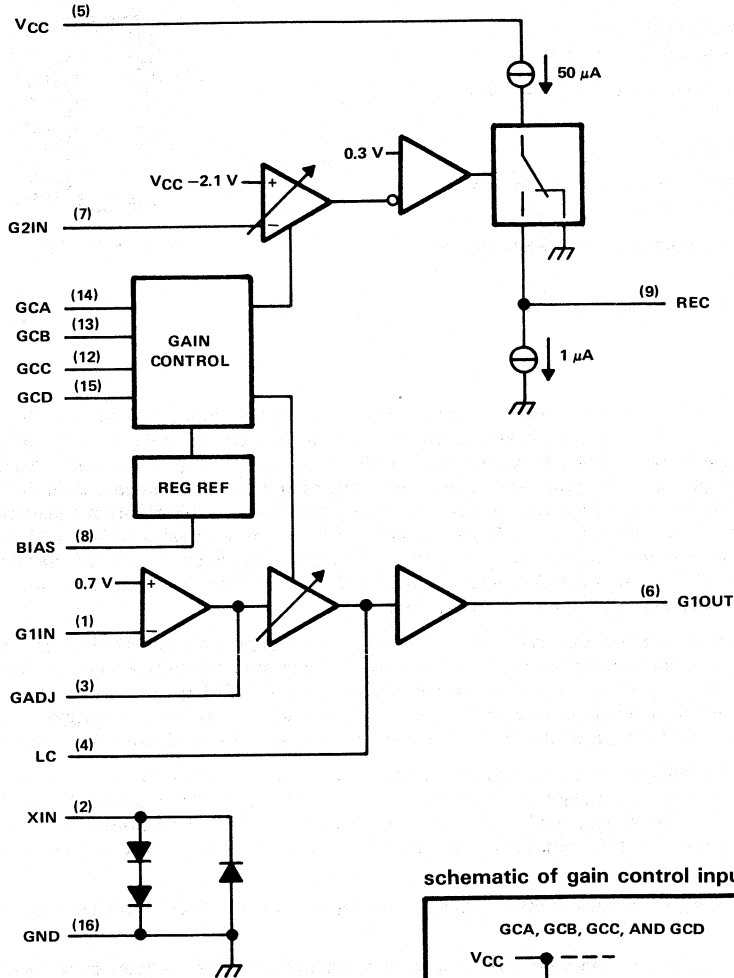 VCC (5)
50 µA
0.3 V
VCC −2.1 V
+
−
G2IN (7)
(9) REC
1 µA
GCA (14)
GCB (13)
GCC (12)
GCD (15)
GAIN
CONTROL
REG REF
BIAS (8)
0.7 V
+
−
G1IN (1)
(6) G1OUT
GADJ (3)
LC (4)
XIN (2)
GND (16)
schematic of gain control inpu
GCA, GCB, GCC, AND GCD
VCC